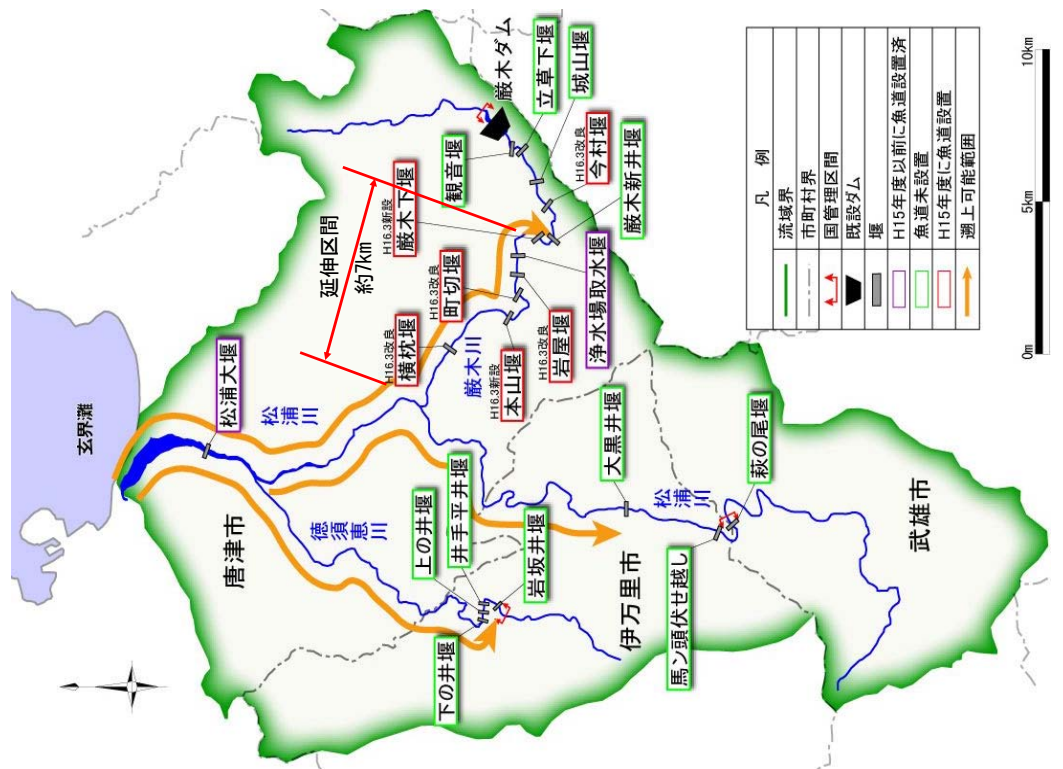 玄界灘
松浦大堰
松浦川
唐津市
徳須恵川
延伸区間
約7km
H16.3改良
横枕堰
H16.3改良
町切堰
H16.3新設
厳木下堰
観音堰
厳木ダム
立草下堰
城山堰
H16.3改良
今村堰
厳木新井堰
浄水場取水堰
H16.3改良
岩屋堰
H16.3新設
本山堰
厳木川
上の井堰
井手平井堰
岩坂井堰
下の井堰
大黒井堰
松浦川
萩の尾堰
馬ン頭伏せ越し
伊万里市
武雄市
凡 例
流域界
市町村界
国管理区間
既設ダム
堰
H15年度以前に魚道設置済
魚道未設置
H15年度に魚道設置
遡上可能範囲
0m
5km
10km